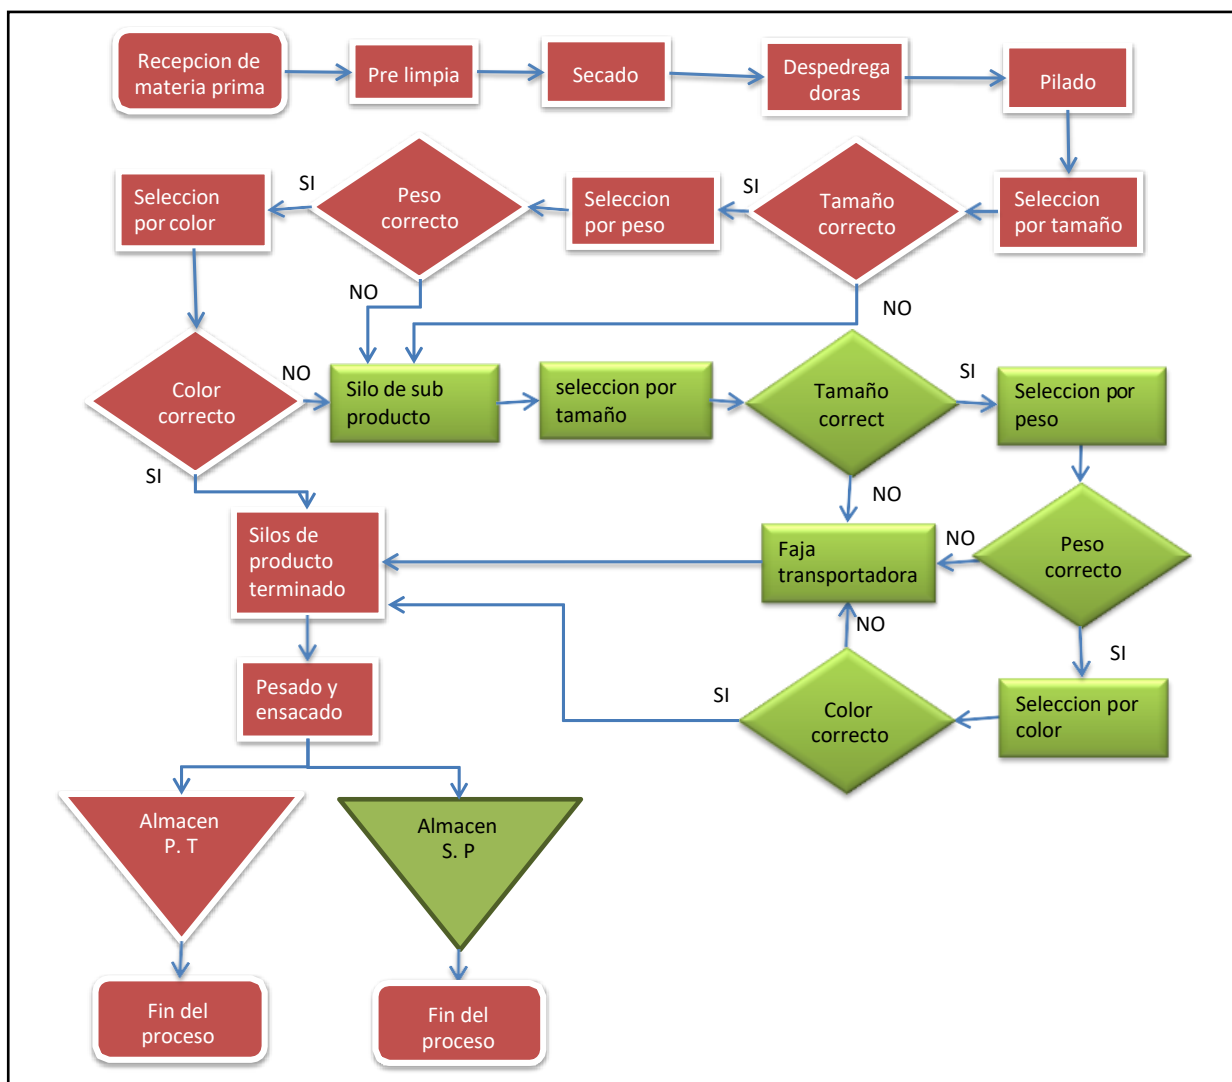 Recepcion de
materia prima
Pre limpia
Secado
Despedrega
doras
Pilado
Seleccion
por color
SI
Peso
correcto
Seleccion
por peso
SI
Tamaño
correcto
Seleccion
por tamaño
NO
NO
Color
correcto
NO
Silo de sub
producto
seleccion por
tamaño
Tamaño
correct
SI
Seleccion por
peso
SI
NO
Silos de
producto
terminado
Faja
transportadora
NO
Peso
correcto
NO
SI
Pesado y
ensacado
SI
Color
correcto
Seleccion por
color
Almacen
P. T
Almacen
S. P
Fin del
proceso
Fin del
proceso